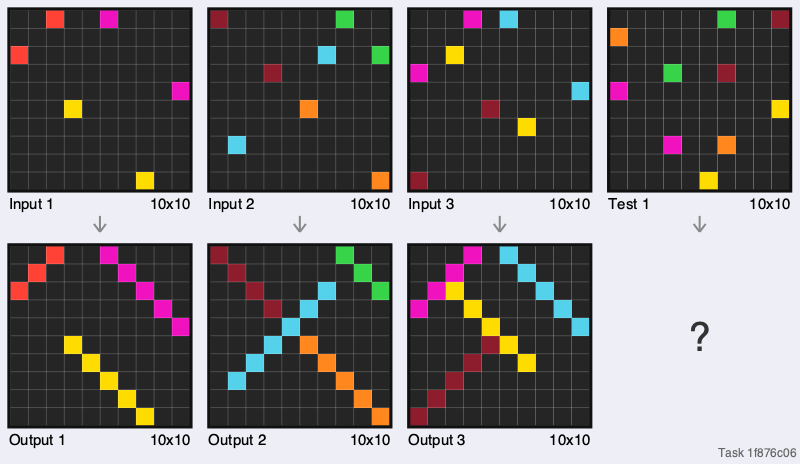 Input 1 10x10
Input 2 10x10
Input 3 10x10
Test 1 10x10
?
Output 1 10x10
Output 2 10x10
Output 3 10x10
Task 1f876c06